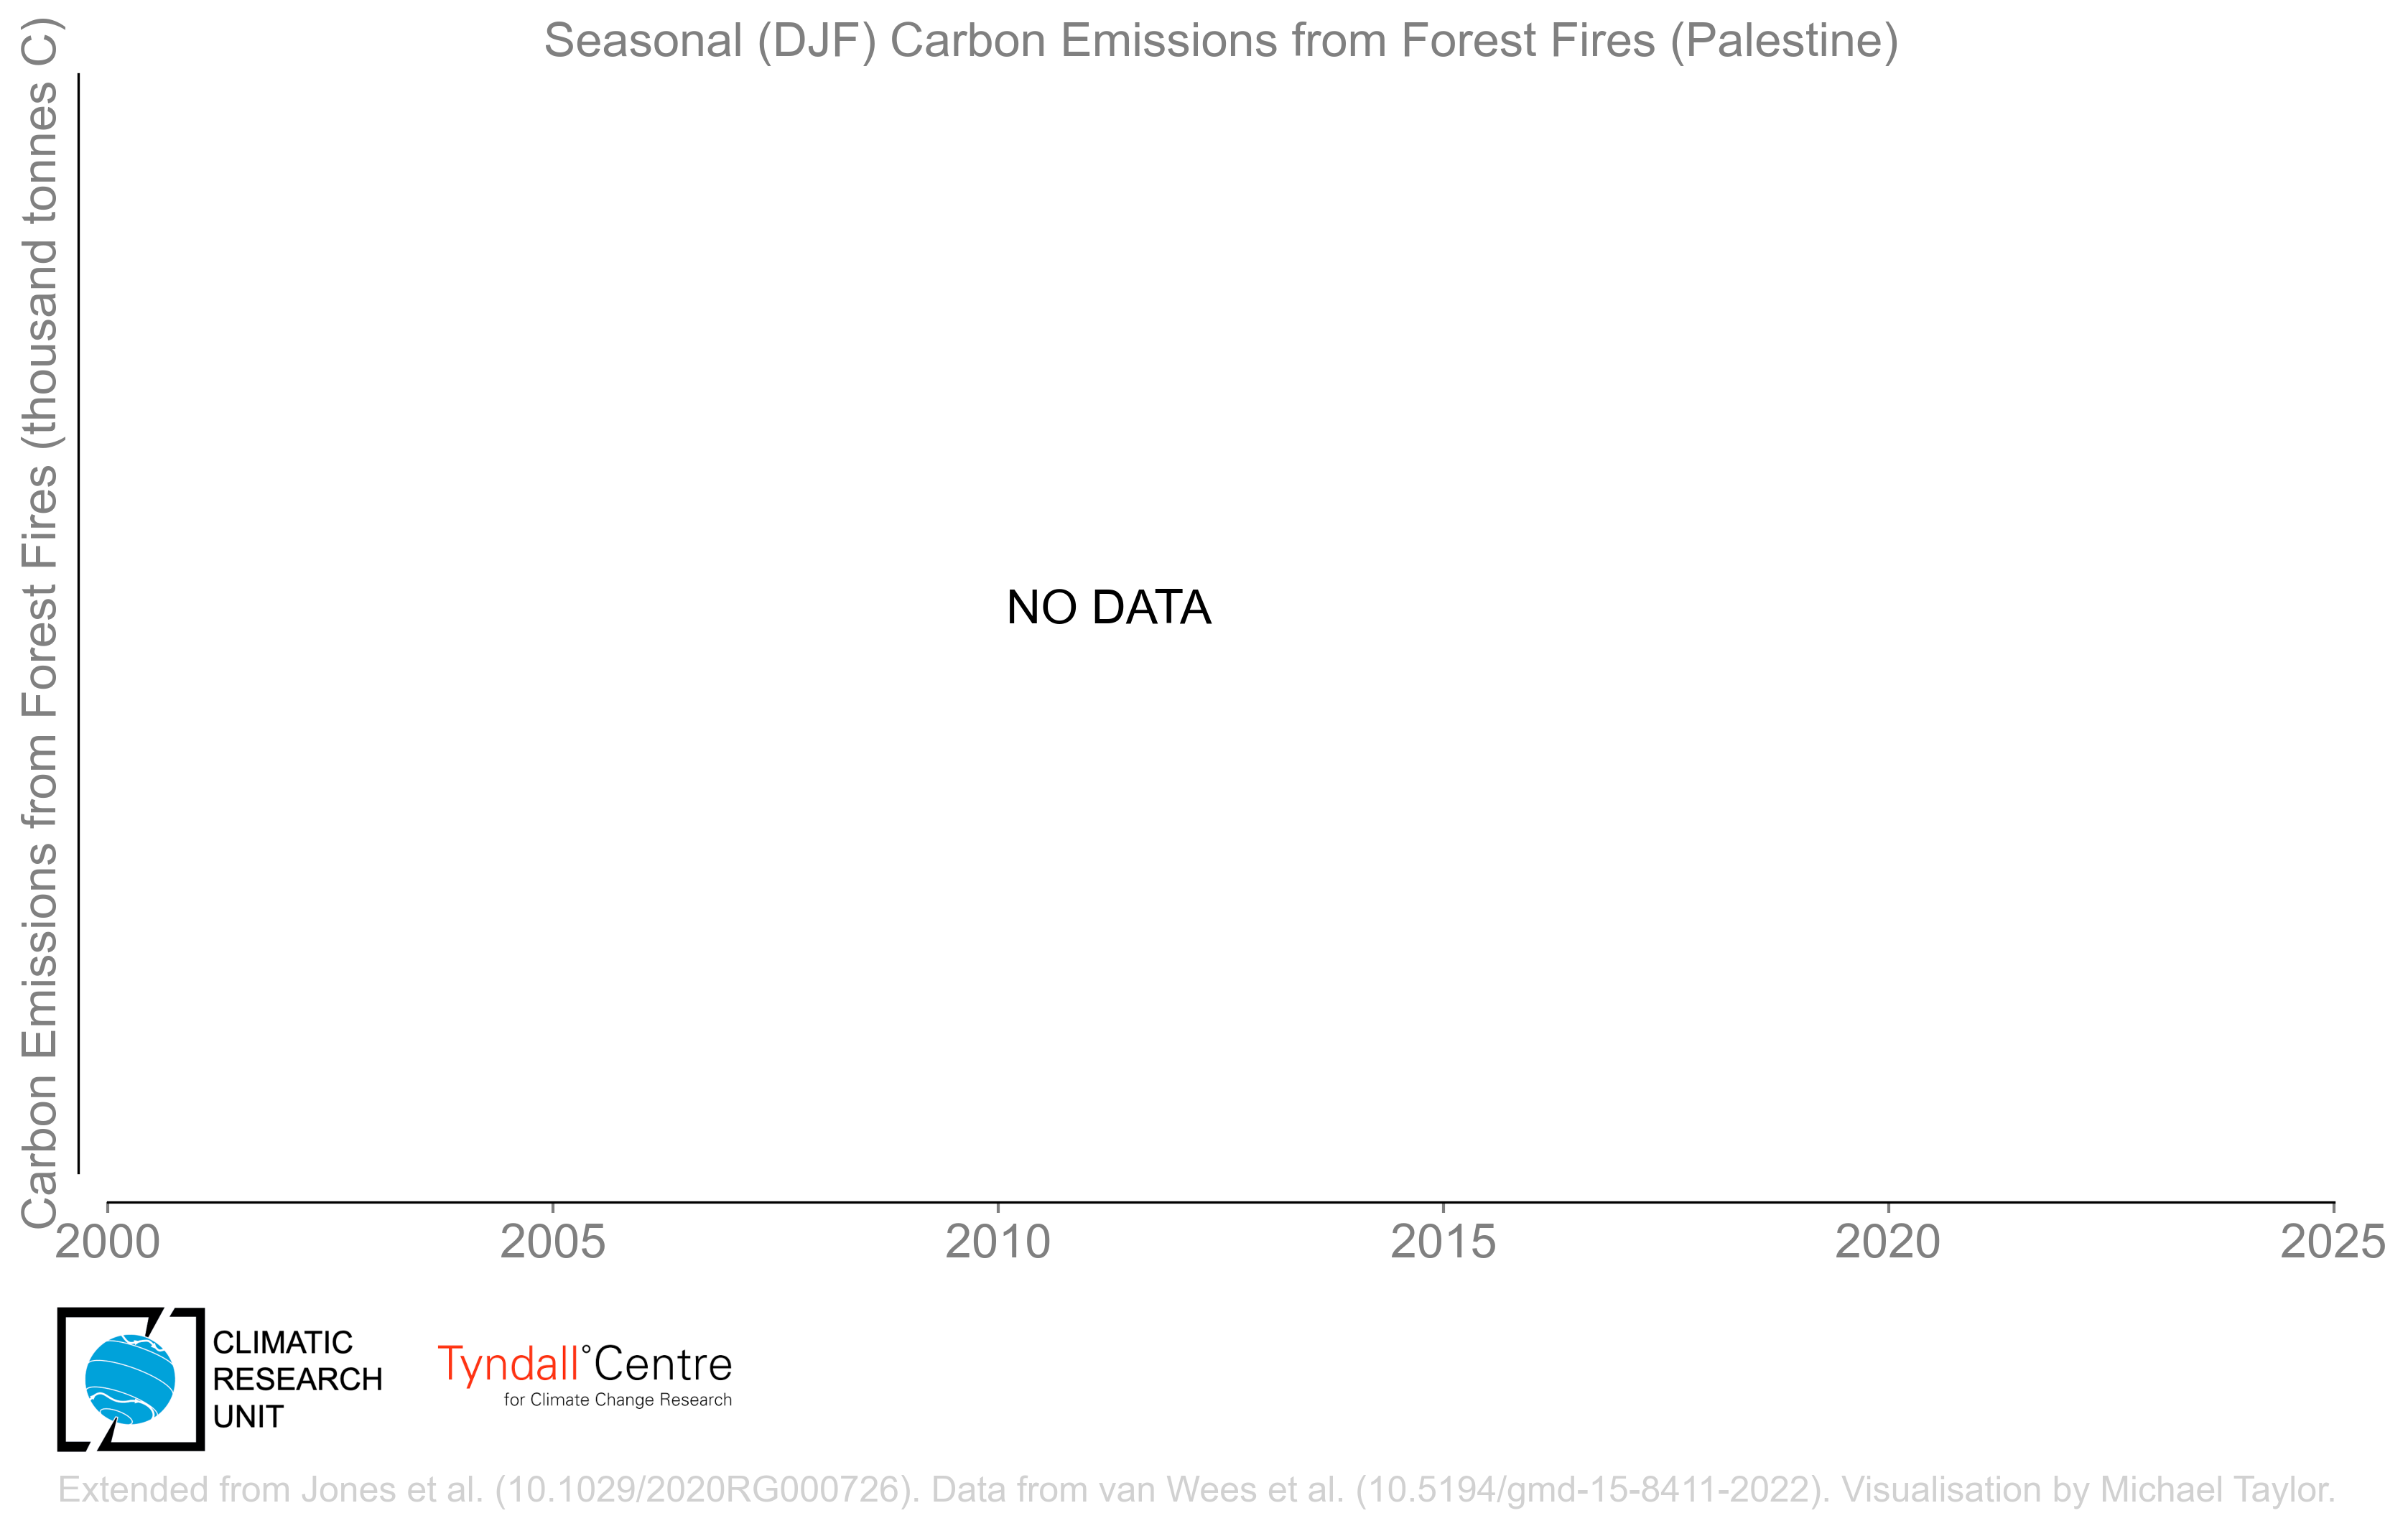 Seasonal (DJF) Carbon Emissions from Forest Fires (Palestine)
Carbon Emissions from Forest Fires (thousand tonnes C)
NO DATA
2000 2005 2010 2015 2020 2025
CLIMATIC
RESEARCH
UNIT
Tyndall°Centre
for Climate Change Research
Extended from Jones et al. (10.1029/2020RG000726). Data from van Wees et al. (10.5194/gmd-15-8411-2022). Visualisation by Michael Taylor.